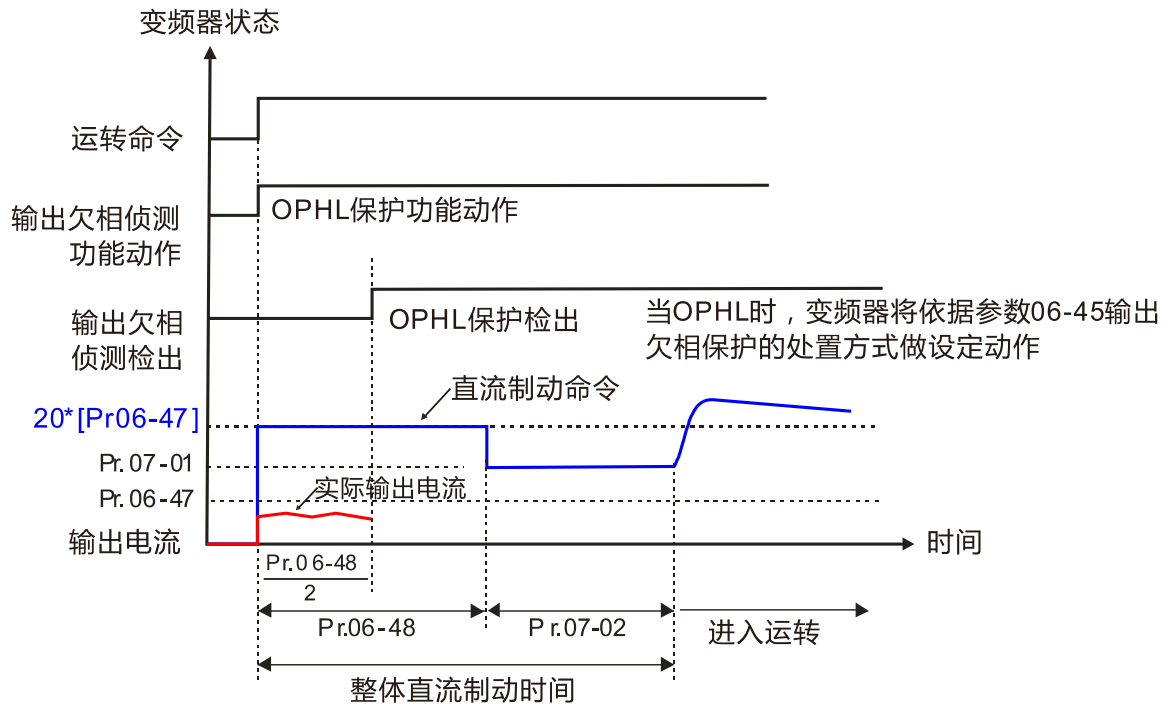 变频器状态
运转命令
输出欠相侦测
功能动作
OPHL保护功能动作
输出欠相
侦测检出
OPHL保护检出
当OPHL时，变频器将依据参数06-45输出
欠相保护的处置方式做设定动作
直流制动命令
20*[Pr06-47]
Pr.07-01
Pr.06-47
实际输出电流
输出电流
时间
Pr.06-48
2
Pr.06-48
Pr.07-02
进入运转
整体直流制动时间